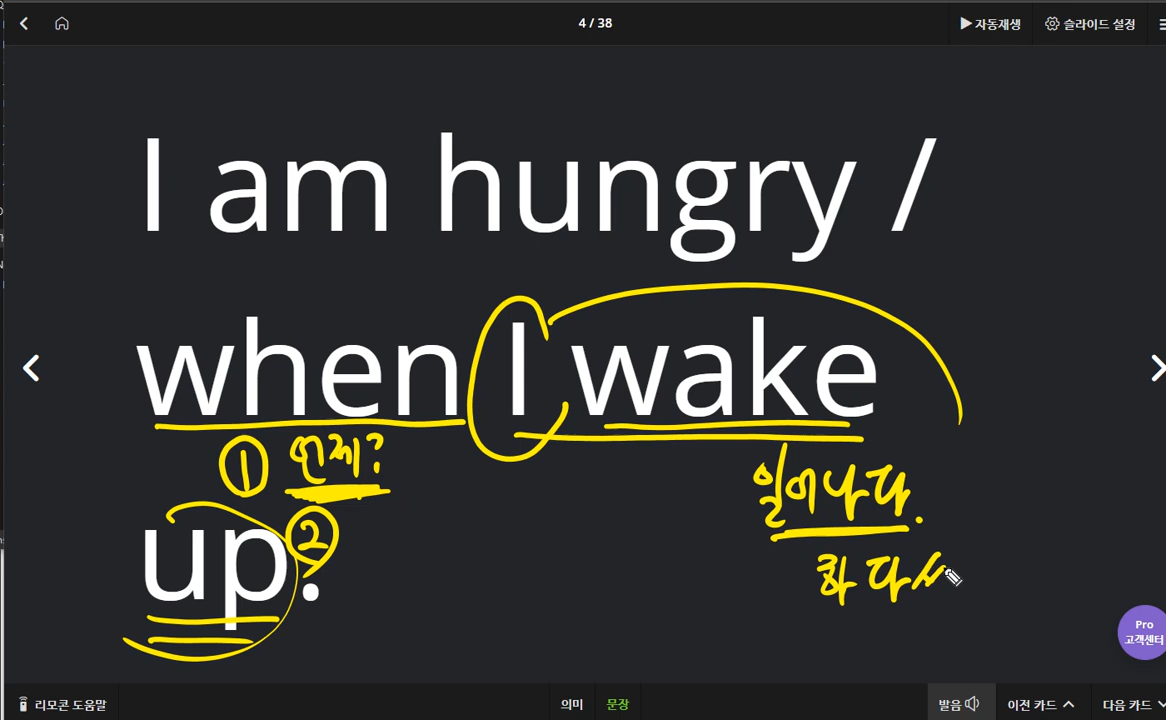 4 / 38
자동재생
슬라이드 설정
I am hungry /
when I wake
① 언제?
일어나다.
up.
②
Pro
고객센터
리모콘 도움말
의미
문장
발음
이전 카드
다음 카드